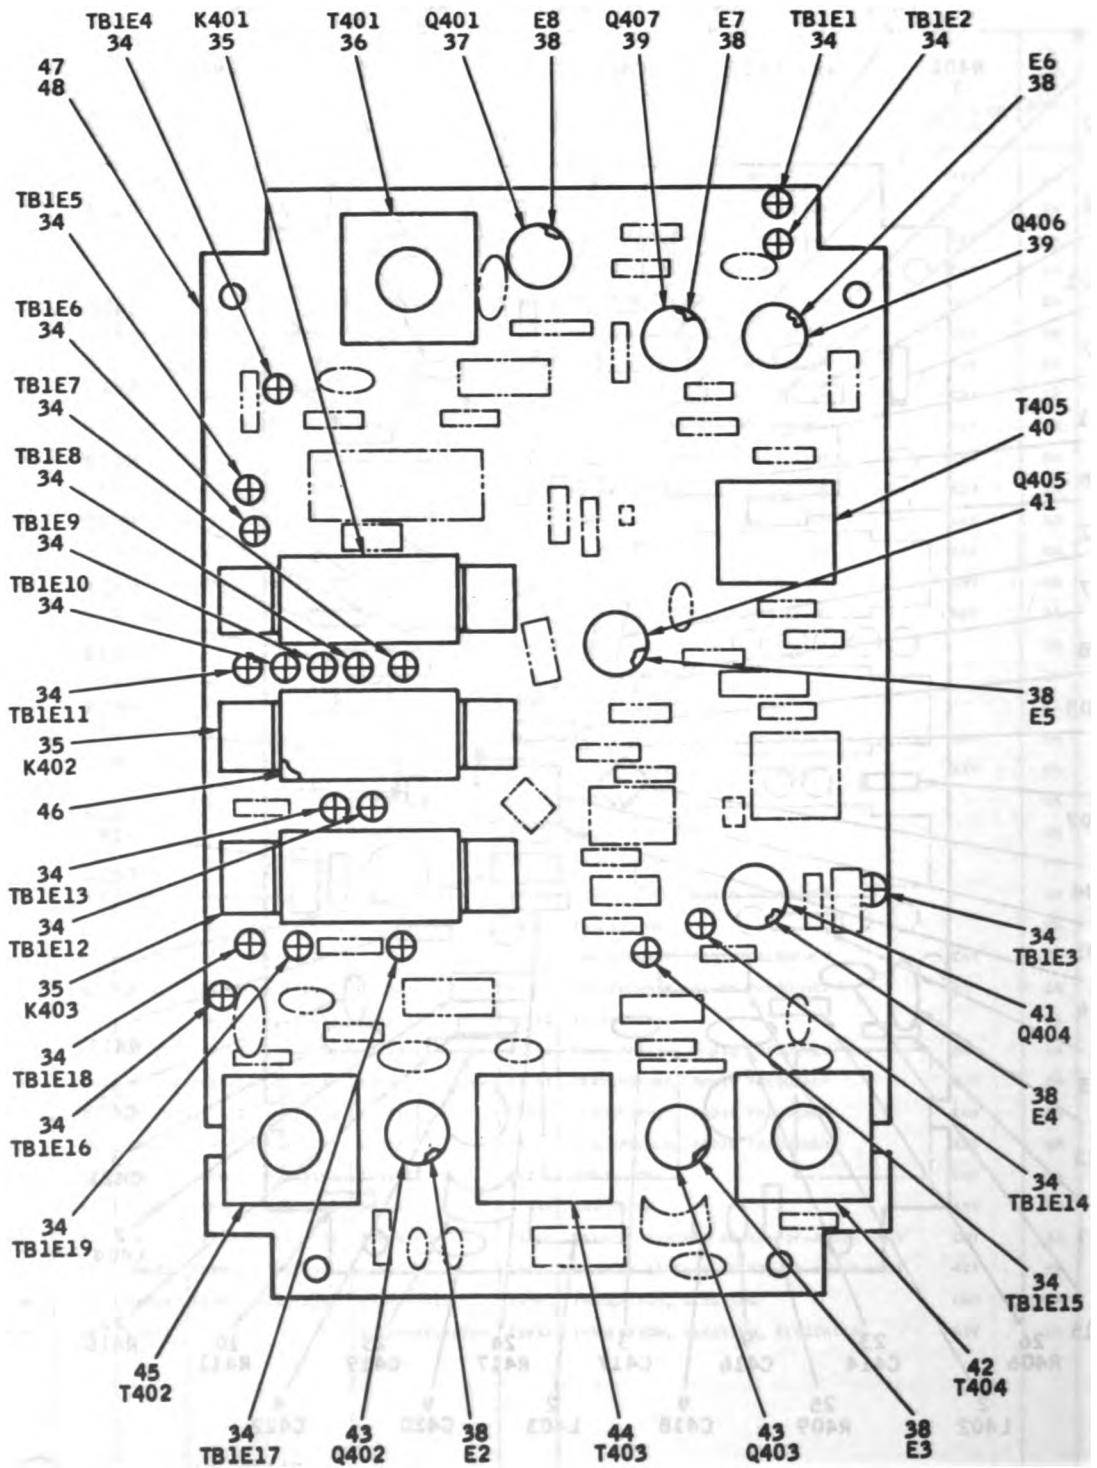 TB1E4
34
K401
35
T401
36
Q401
37
E8
38
Q407
39
E7
38
TB1E1
34
TB1E2
34
E6
38
47
48
TB1E5
34
Q406
39
TB1E6
34
TB1E7
34
T405
40
TB1E8
34
Q405
41
TB1E9
34
TB1E10
34
34
TB1E11
38
E5
35
K402
46
34
TB1E13
34
TB1E12
34
TB1E3
35
K403
41
Q404
34
TB1E18
38
E4
34
TB1E16
34
TB1E14
34
TB1E19
34
TB1E15
45
T402
42
T404
34
TB1E17
43
Q402
38
E2
44
T403
43
Q403
38
E3